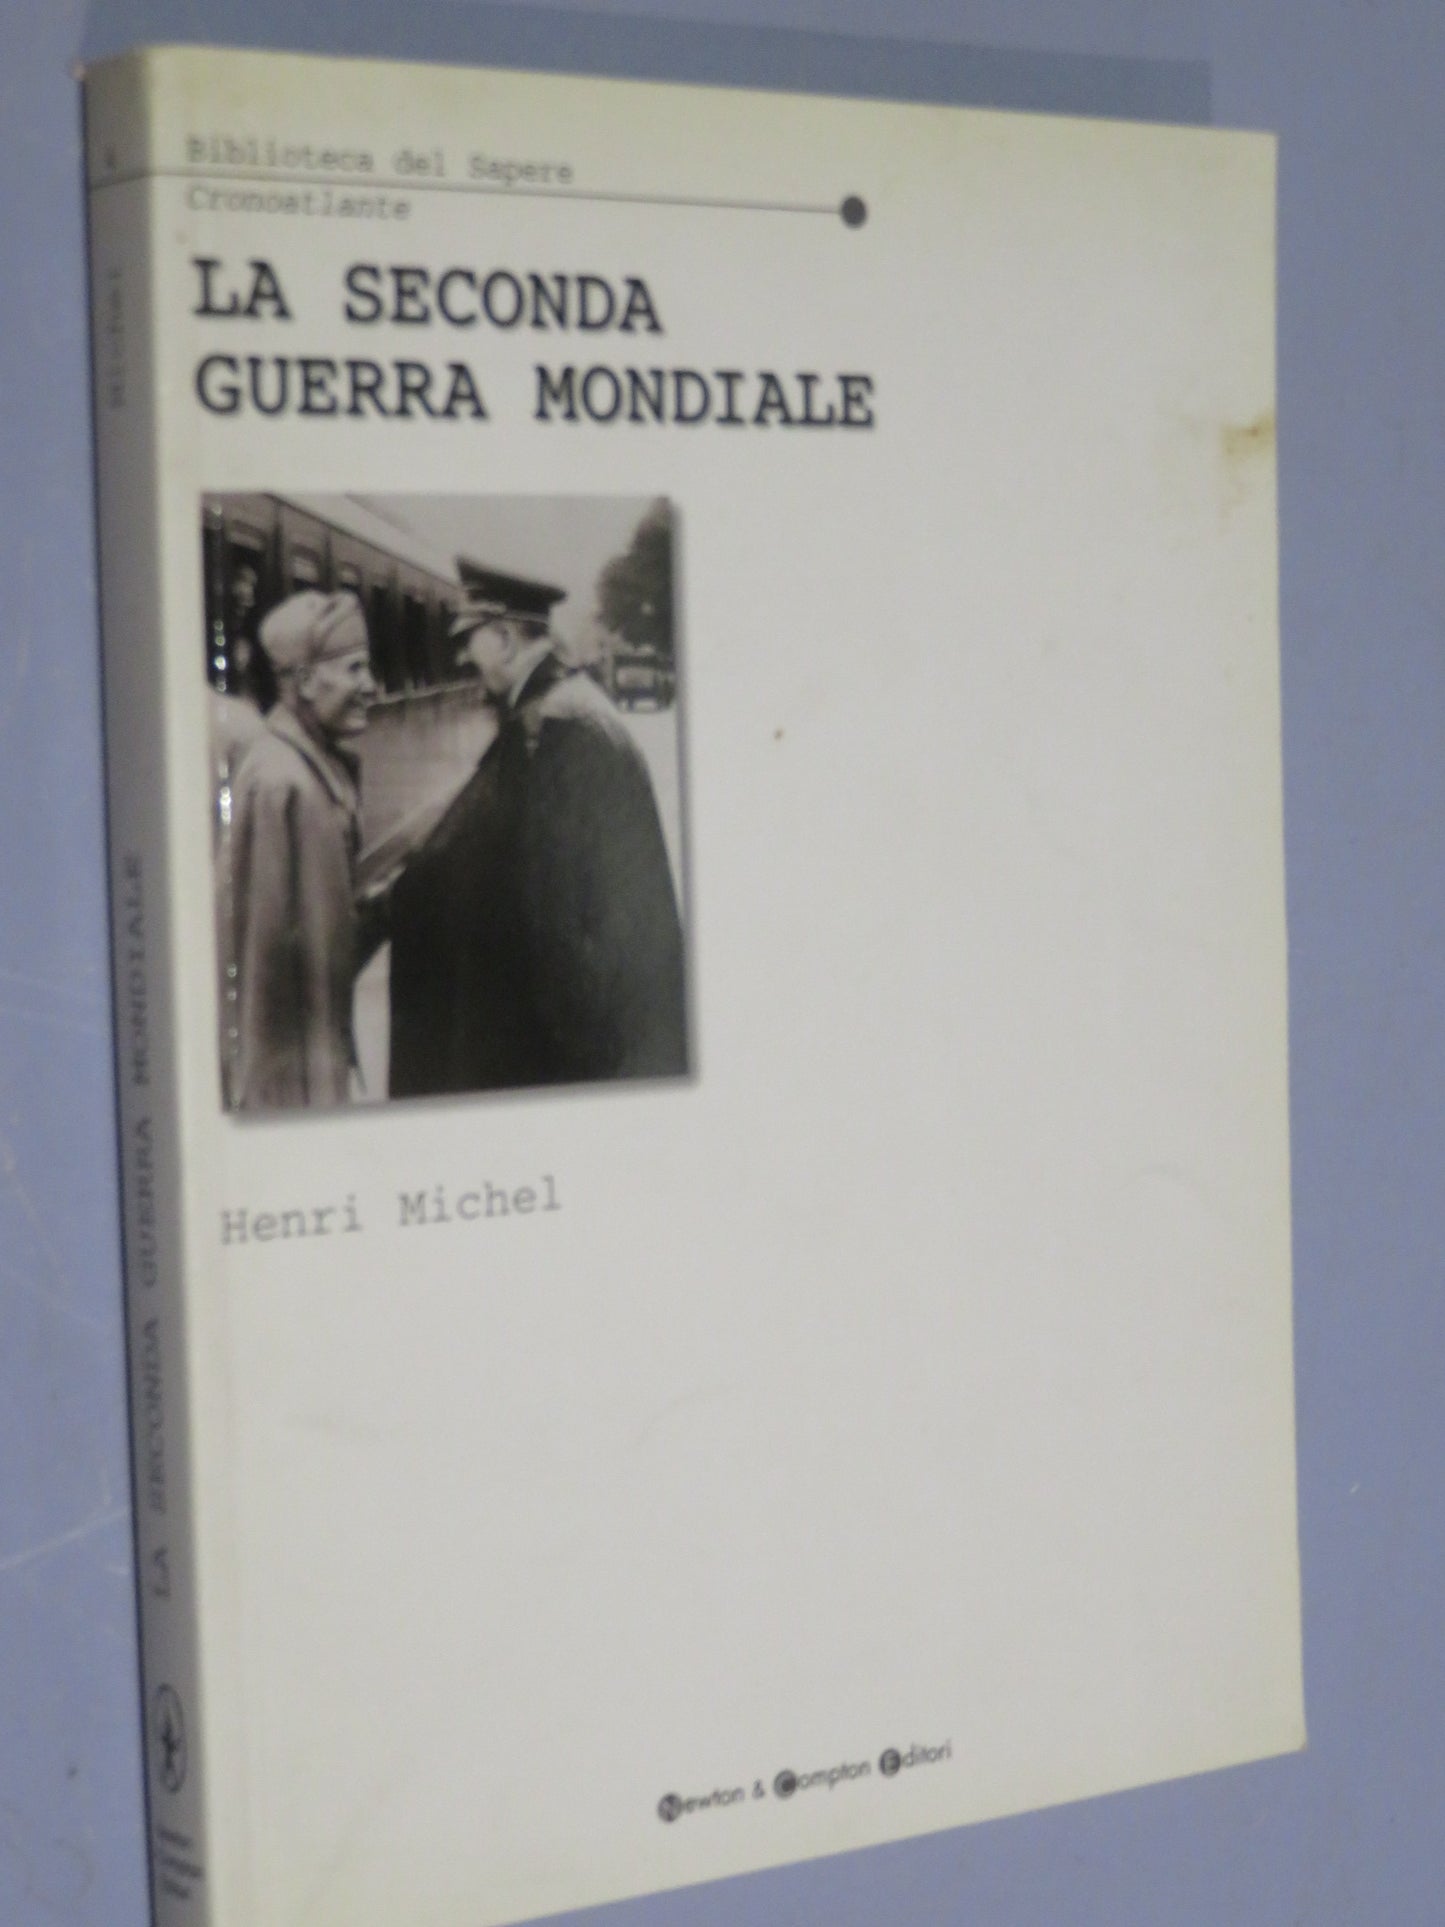 Biblioteca del Sapere
Cronoatlante
LA SECONDA
GUERRA MONDIALE
Henri Michel
Newton & Compton Editori
Michel
LA SECONDA GUERRA MONDIALE